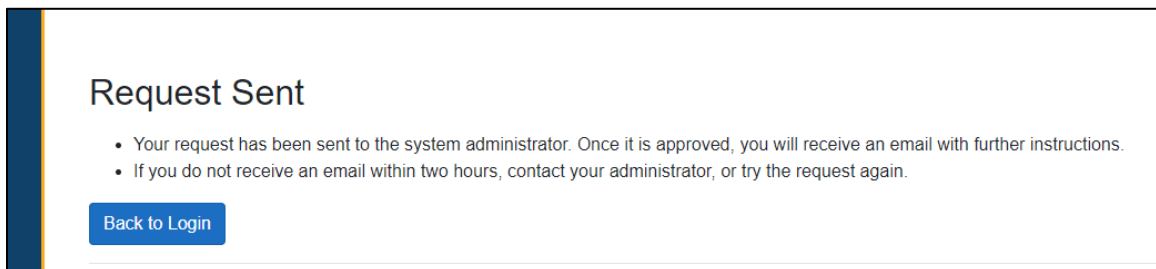 Request Sent
• Your request has been sent to the system administrator. Once it is approved, you will receive an email with further instructions.
• If you do not receive an email within two hours, contact your administrator, or try the request again.
Back to Login